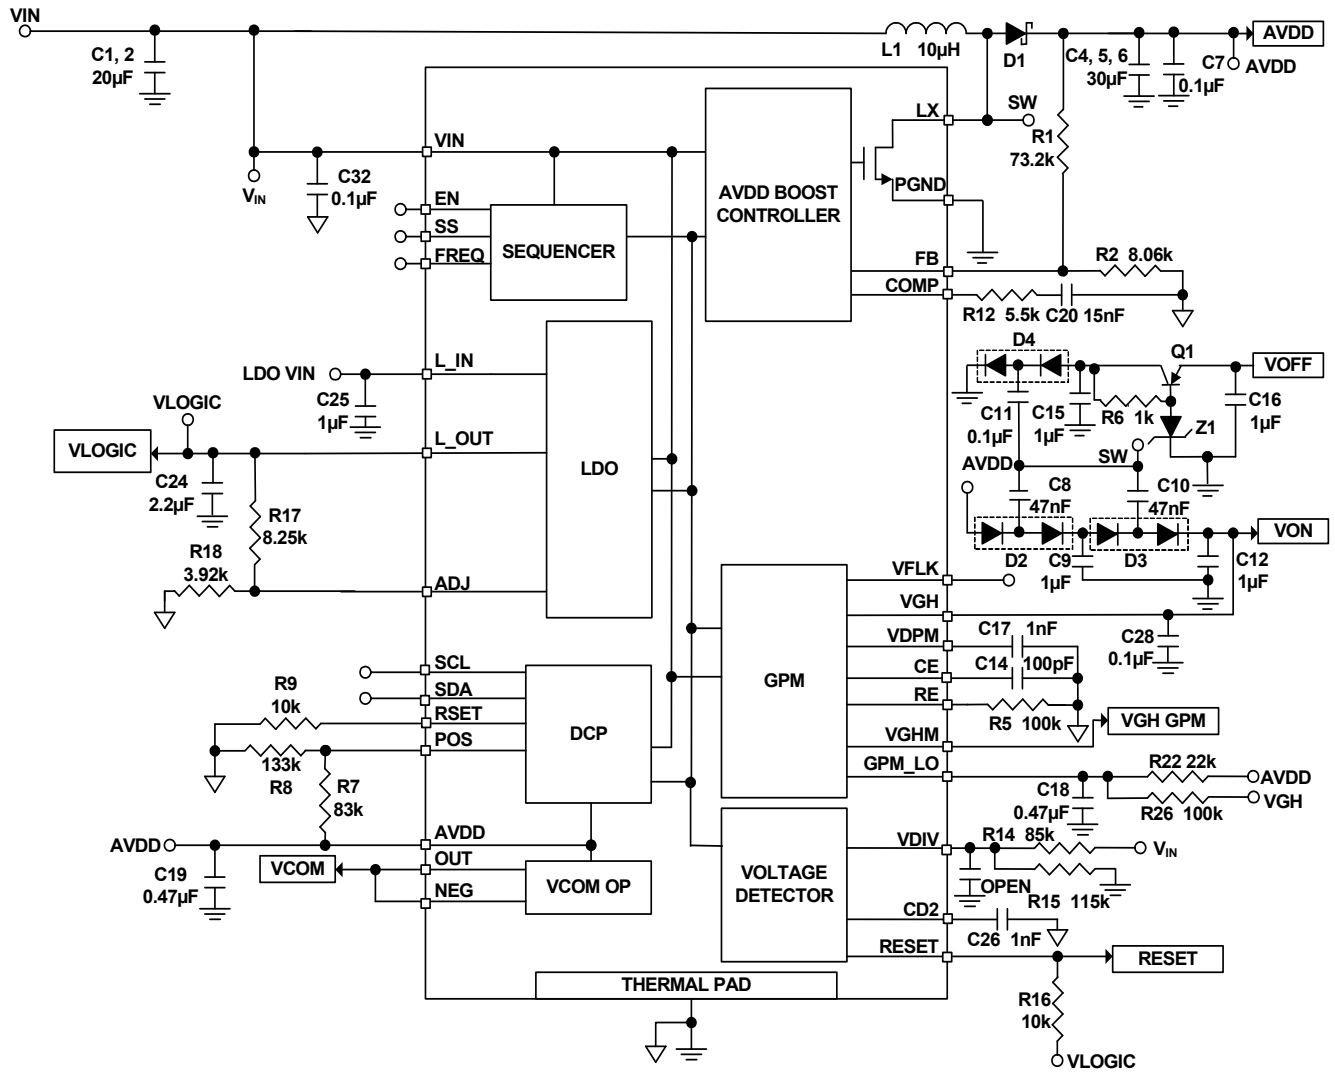 VIN
C1, 2
20µF
L1 10µH
D1
C4, 5, 6
30µF
C7
0.1µF
AVDD
AVDD
LX
SW
R1
73.2k
VIN
V_IN
C32
0.1µF
EN
SS
FREQ
SEQUENCER
AVDD BOOST
CONTROLLER
PGND
FB
COMP
R2 8.06k
R12 5.5k
C20 15nF
D4
Q1
VOFF
C11
0.1µF
C15
1µF
R6 1k
Z1
C16
1µF
LDO VIN
C25
1µF
L_IN
VLOGIC
VLOGIC
L_OUT
LDO
C24
2.2µF
R17
8.25k
R18
3.92k
ADJ
AVDD
SW
C8
47nF
C10
47nF
D2
C9
1µF
D3
VON
C12
1µF
VFLK
VGH
VDPM
CE
RE
VGHM
GPM_LO
GPM
C17 1nF
C14 100pF
R5 100k
C28
0.1µF
VGH GPM
SCL
SDA
RSET
POS
DCP
R9
10k
133k
R8
R7
83k
R22 22k
AVDD
R26 100k
VGH
C18
0.47µF
AVDD
AVDD
C19
0.47µF
OUT
NEG
VCOM
VCOM OP
VOLTAGE
DETECTOR
VDIV
R14 85k
V_IN
OPEN
R15 115k
CD2
C26 1nF
RESET
RESET
R16
10k
VLOGIC
THERMAL PAD